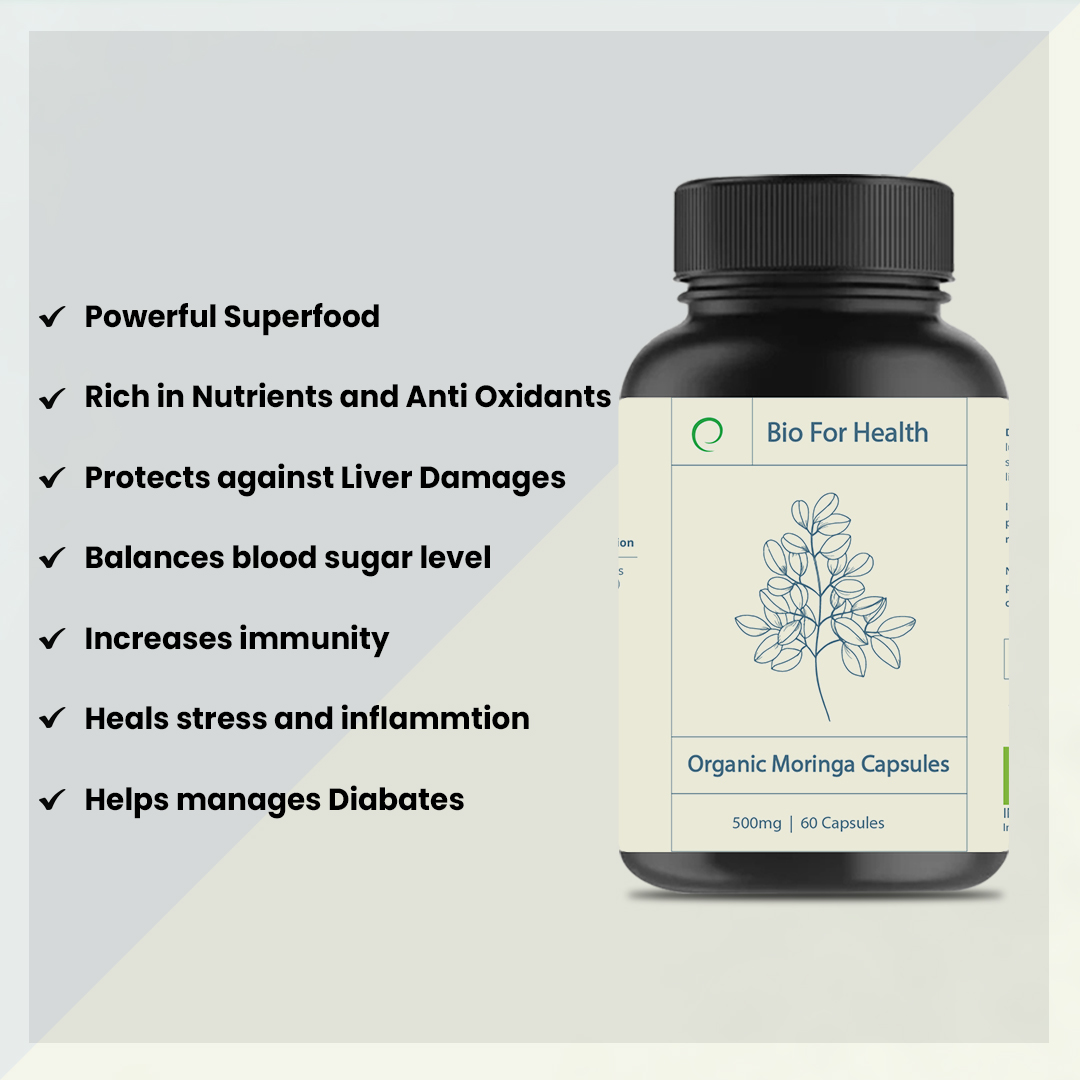 Powerful Superfood
Rich in Nutrients and Anti Oxidants
Protects against Liver Damages
Balances blood sugar level
Increases immunity
Heals stress and inflammtion
Helps manages Diabates
Bio For Health
Organic Moringa Capsules
500mg | 60 Capsules